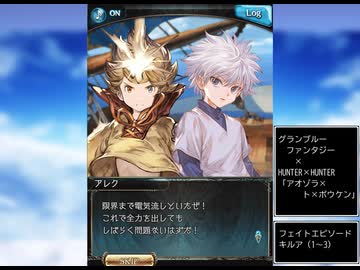 ON
Log
アレク
限界まで電気流しといたぜ!
これで全力を出しても
しばらく問題ないはずだ!
Skip
グランブルー
ファンタジー
×
HUNTER×HUNTER
「アオゾラ×
ト×ボウケン」
フェイトエピソード
キルア(1~3)